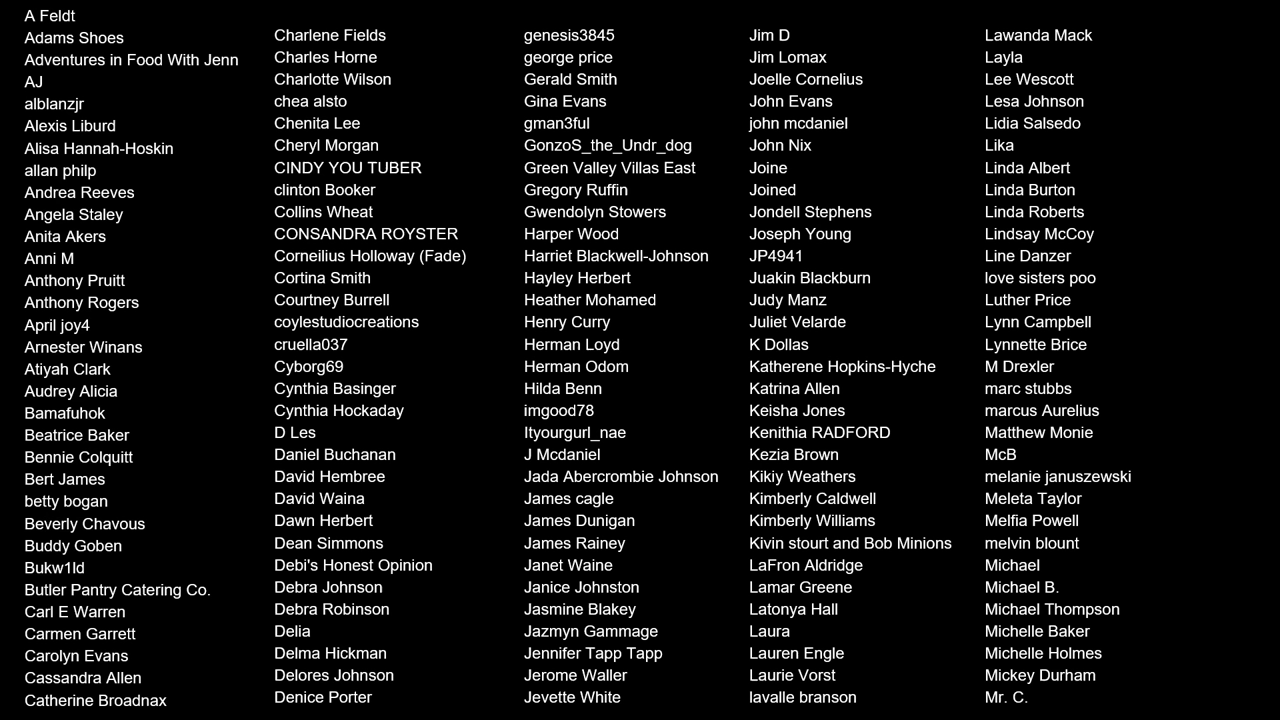 A Feldt
Adams Shoes
Adventures in Food With Jenn
AJ
alblanzjr
Alexis Liburd
Alisa Hannah-Hoskin
allan philp
Andrea Reeves
Angela Staley
Anita Akers
Anni M
Anthony Pruitt
Anthony Rogers
April joy4
Arnester Winans
Atiyah Clark
Audrey Alicia
Bamafuhok
Beatrice Baker
Bennie Colquitt
Bert James
betty bogan
Beverly Chavous
Buddy Goben
Bukw1ld
Butler Pantry Catering Co.
Carl E Warren
Carmen Garrett
Carolyn Evans
Cassandra Allen
Catherine Broadnax
Charlene Fields
Charles Horne
Charlotte Wilson
chea alsto
Chenita Lee
Cheryl Morgan
CINDY YOU TUBER
clinton Booker
Collins Wheat
CONSANDRA ROYSTER
Corneilius Holloway (Fade)
Cortina Smith
Courtney Burrell
coylestudiocreations
cruella037
Cyborg69
Cynthia Basinger
Cynthia Hockaday
D Les
Daniel Buchanan
David Hembree
David Waina
Dawn Herbert
Dean Simmons
Debi's Honest Opinion
Debra Johnson
Debra Robinson
Delia
Delma Hickman
Delores Johnson
Denice Porter
genesis3845
george price
Gerald Smith
Gina Evans
gman3ful
GonzoS_the_Undr_dog
Green Valley Villas East
Gregory Ruffin
Gwendolyn Stowers
Harper Wood
Harriet Blackwell-Johnson
Hayley Herbert
Heather Mohamed
Henry Curry
Herman Loyd
Herman Odom
Hilda Benn
imgood78
Ityourgurl_nae
J Mcdaniel
Jada Abercrombie Johnson
James cagle
James Dunigan
James Rainey
Janet Waine
Janice Johnston
Jasmine Blakey
Jazmyn Gammage
Jennifer Tapp Tapp
Jerome Waller
Jevette White
Jim D
Jim Lomax
Joelle Cornelius
John Evans
john mcdaniel
John Nix
Joine
Joined
Jondell Stephens
Joseph Young
JP4941
Juakin Blackburn
Judy Manz
Juliet Velarde
K Dollas
Katherene Hopkins-Hyche
Katrina Allen
Keisha Jones
Kenithia RADFORD
Kezia Brown
Kikiy Weathers
Kimberly Caldwell
Kimberly Williams
Kivin stourt and Bob Minions
LaFron Aldridge
Lamar Greene
Latonya Hall
Laura
Lauren Engle
Laurie Vorst
lavalle branson
Lawanda Mack
Layla
Lee Wescott
Lesa Johnson
Lidia Salsedo
Lika
Linda Albert
Linda Burton
Linda Roberts
Lindsay McCoy
Line Danzer
love sisters poo
Luther Price
Lynn Campbell
Lynnette Brice
M Drexler
marc stubbs
marcus Aurelius
Matthew Monie
McB
melanie januszewski
Meleta Taylor
Melfia Powell
melvin blount
Michael
Michael B.
Michael Thompson
Michelle Baker
Michelle Holmes
Mickey Durham
Mr. C.